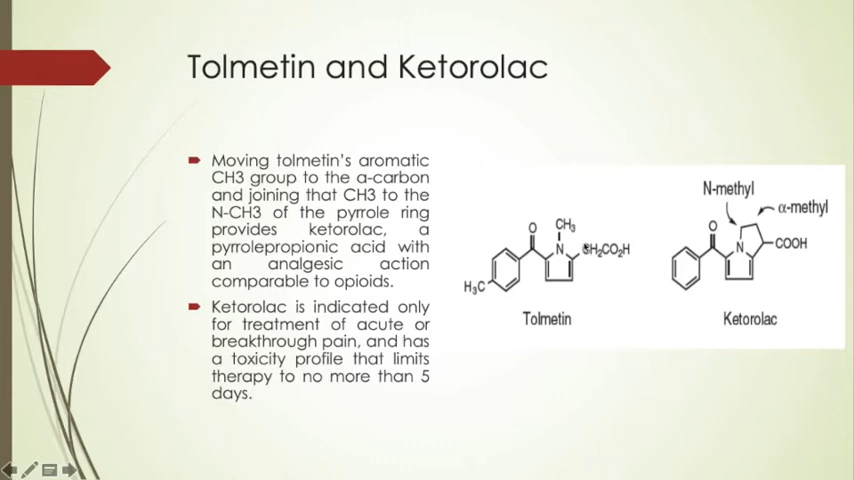 Tolmetin and Ketorolac
Moving tolmetin's aromatic
CH3 group to the a-carbon
and joining that CH3 to the
N-CH3 of the pyrrole ring
provides ketorolac, a
pyrrolepropionic acid with
an analgesic action
comparable to opioids.
Ketorolac is indicated only
for treatment of acute or
breakthrough pain, and has
a toxicity profile that limits
therapy to no more than 5
days.
O
CH₃
N
CH₂CO₂H
H₃C
Tolmetin
N-methyl
α-methyl
O
N
COOH
Ketorolac